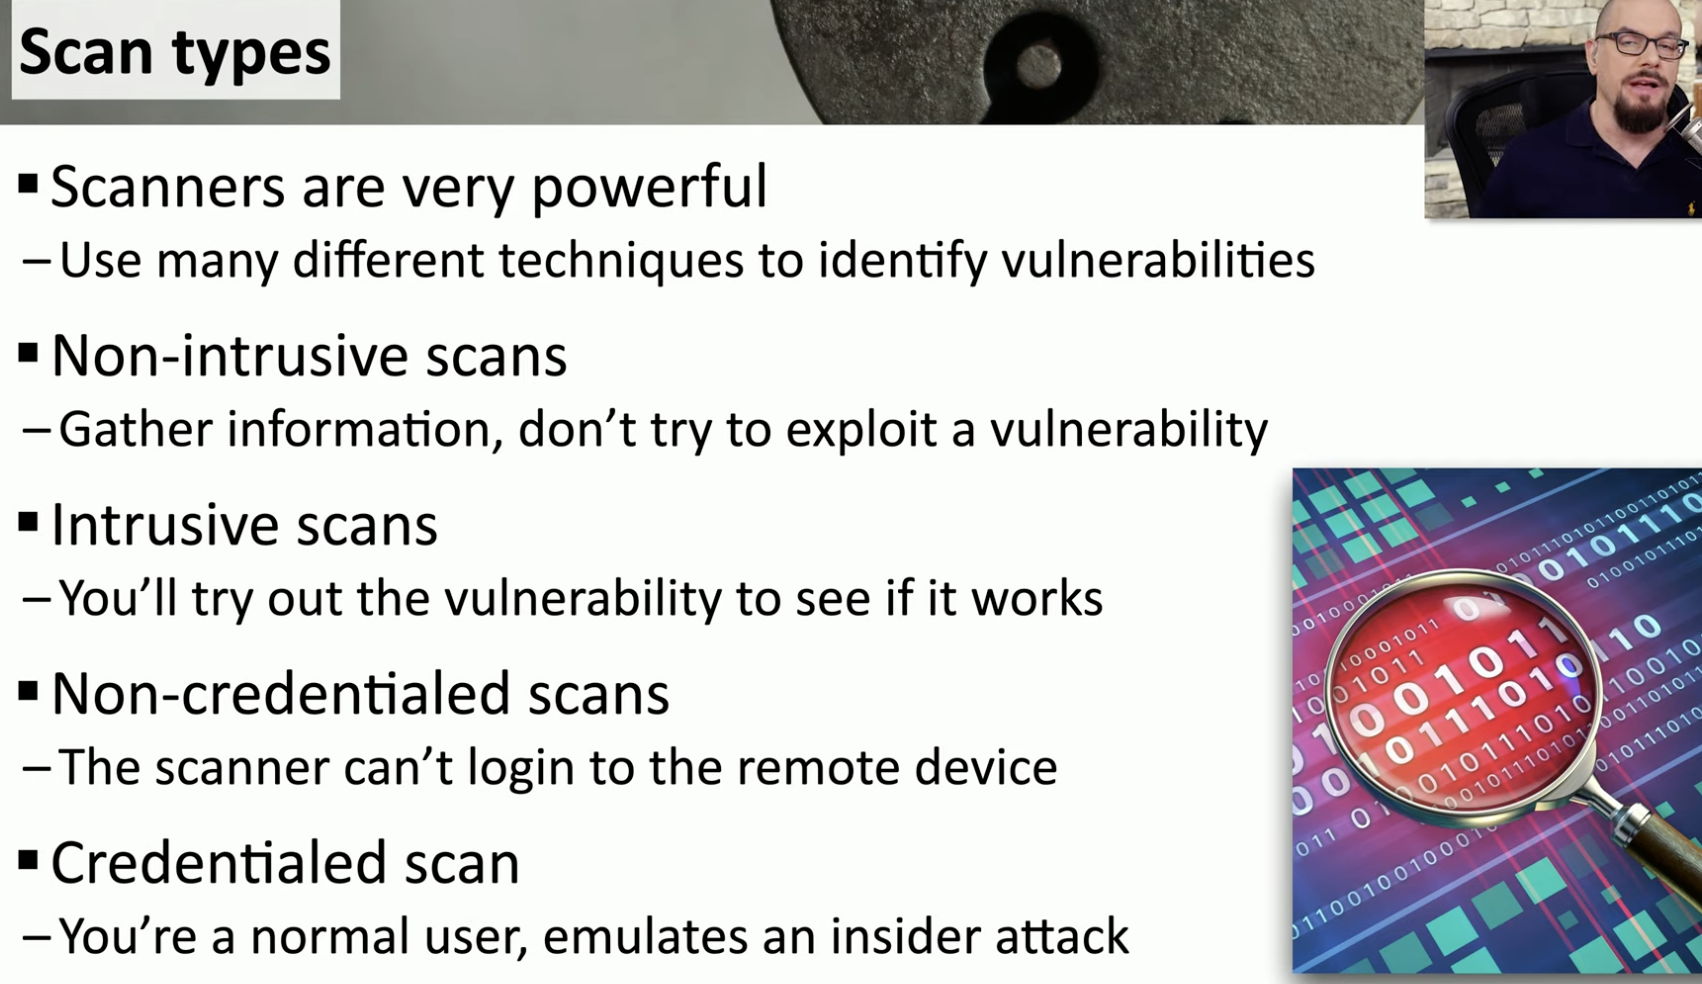 Scan types
▪ Scanners are very powerful
– Use many different techniques to identify vulnerabilities
▪ Non-intrusive scans
– Gather information, don’t try to exploit a vulnerability
▪ Intrusive scans
– You’ll try out the vulnerability to see if it works
▪ Non-credentialed scans
– The scanner can’t login to the remote device
▪ Credentialed scan
– You’re a normal user, emulates an insider attack